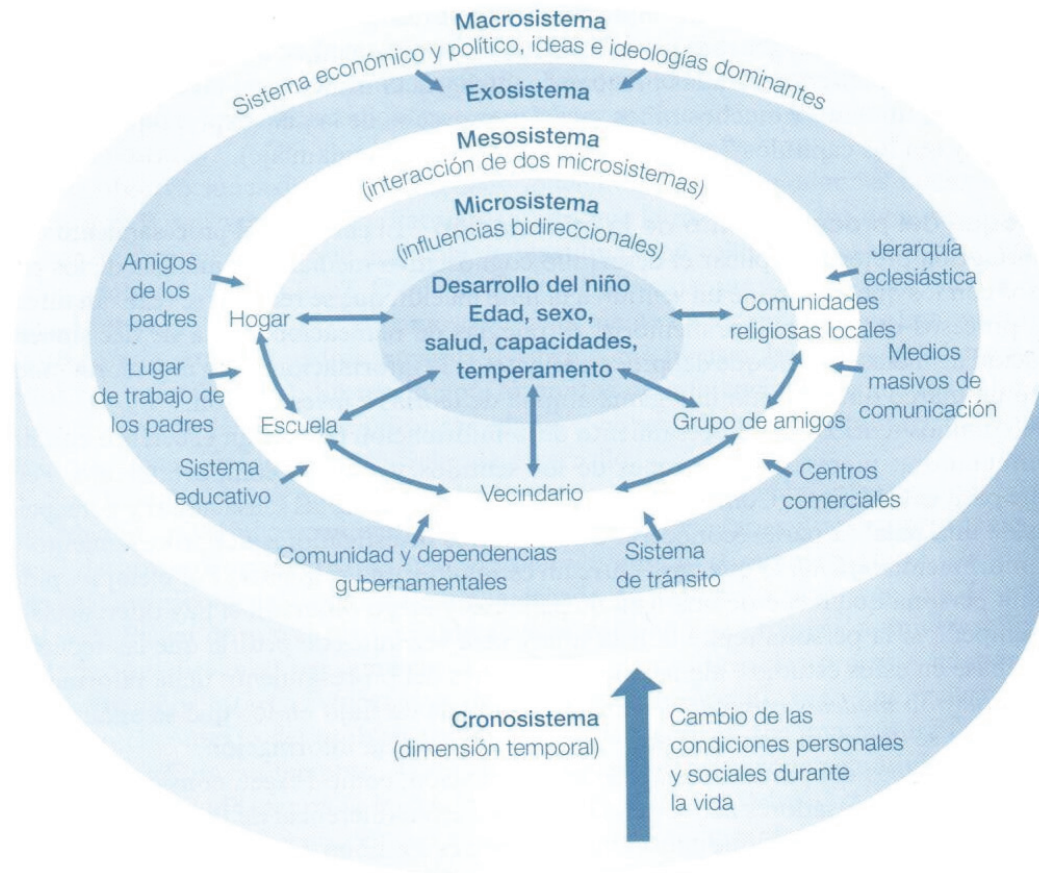 Macrosistema
Sistema económico y político, ideas e ideologías dominantes
Exosistema
Mesosistema
(interacción de dos microsistemas)
Microsistema
(influencias bidireccionales)
Desarrollo del niño
Edad, sexo,
salud, capacidades,
temperamento
Amigos
de los
padres
Hogar
Lugar
de trabajo de
los padres
Escuela
Sistema
educativo
Vecindario
Comunidad y dependencias
gubernamentales
Sistema
de tránsito
Grupo de amigos
Centros
comerciales
Comunidades
religiosas locales
Jerarquía
eclesiástica
Medios
masivos de
comunicación
Cronosistema
(dimensión temporal)
Cambio de las
condiciones personales
y sociales durante
la vida